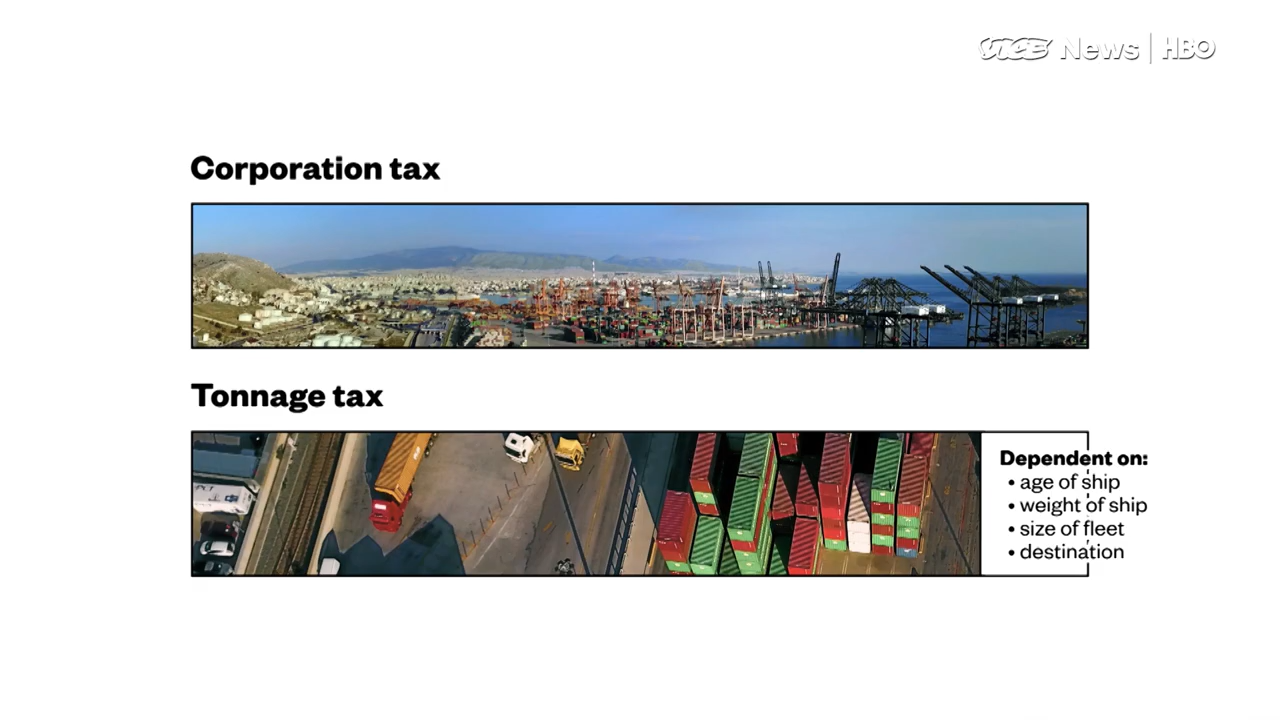 VICE News | HBO
Corporation tax
Tonnage tax
Dependent on:
• age of ship
• weight of ship
• size of fleet
• destination